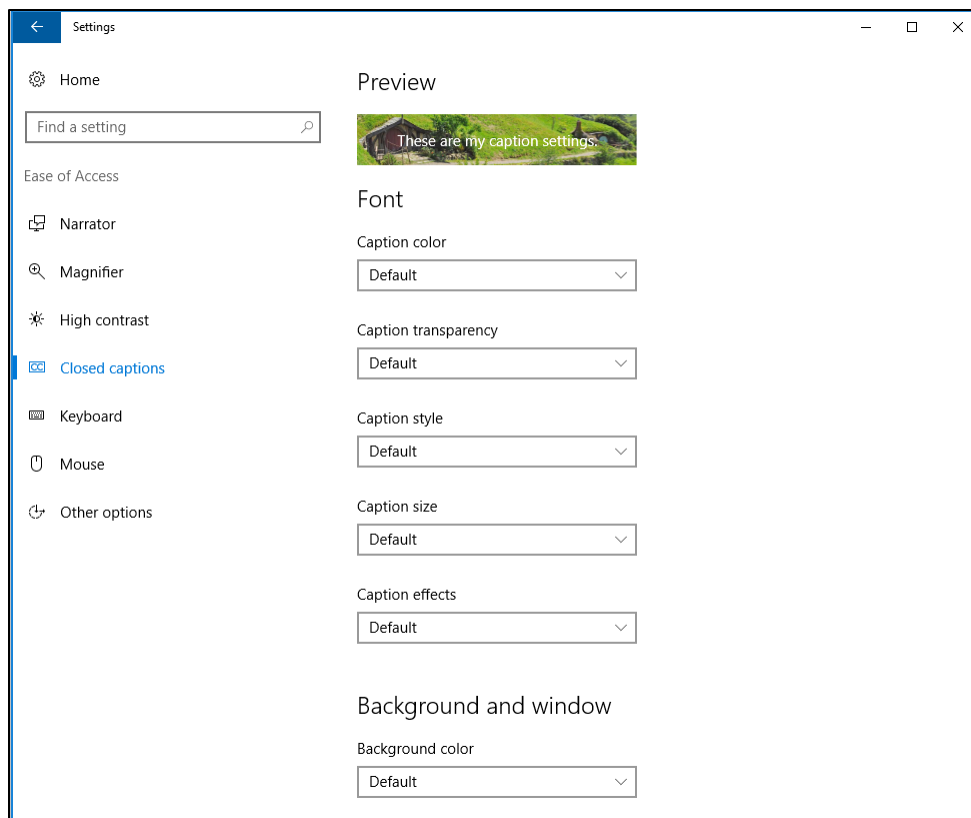 Settings
Home
Find a setting
Ease of Access
Narrator
Magnifier
High contrast
Closed captions
Keyboard
Mouse
Other options
Preview
These are my caption settings.
Font
Caption color
Default
Caption transparency
Default
Caption style
Default
Caption size
Default
Caption effects
Default
Background and window
Background color
Default